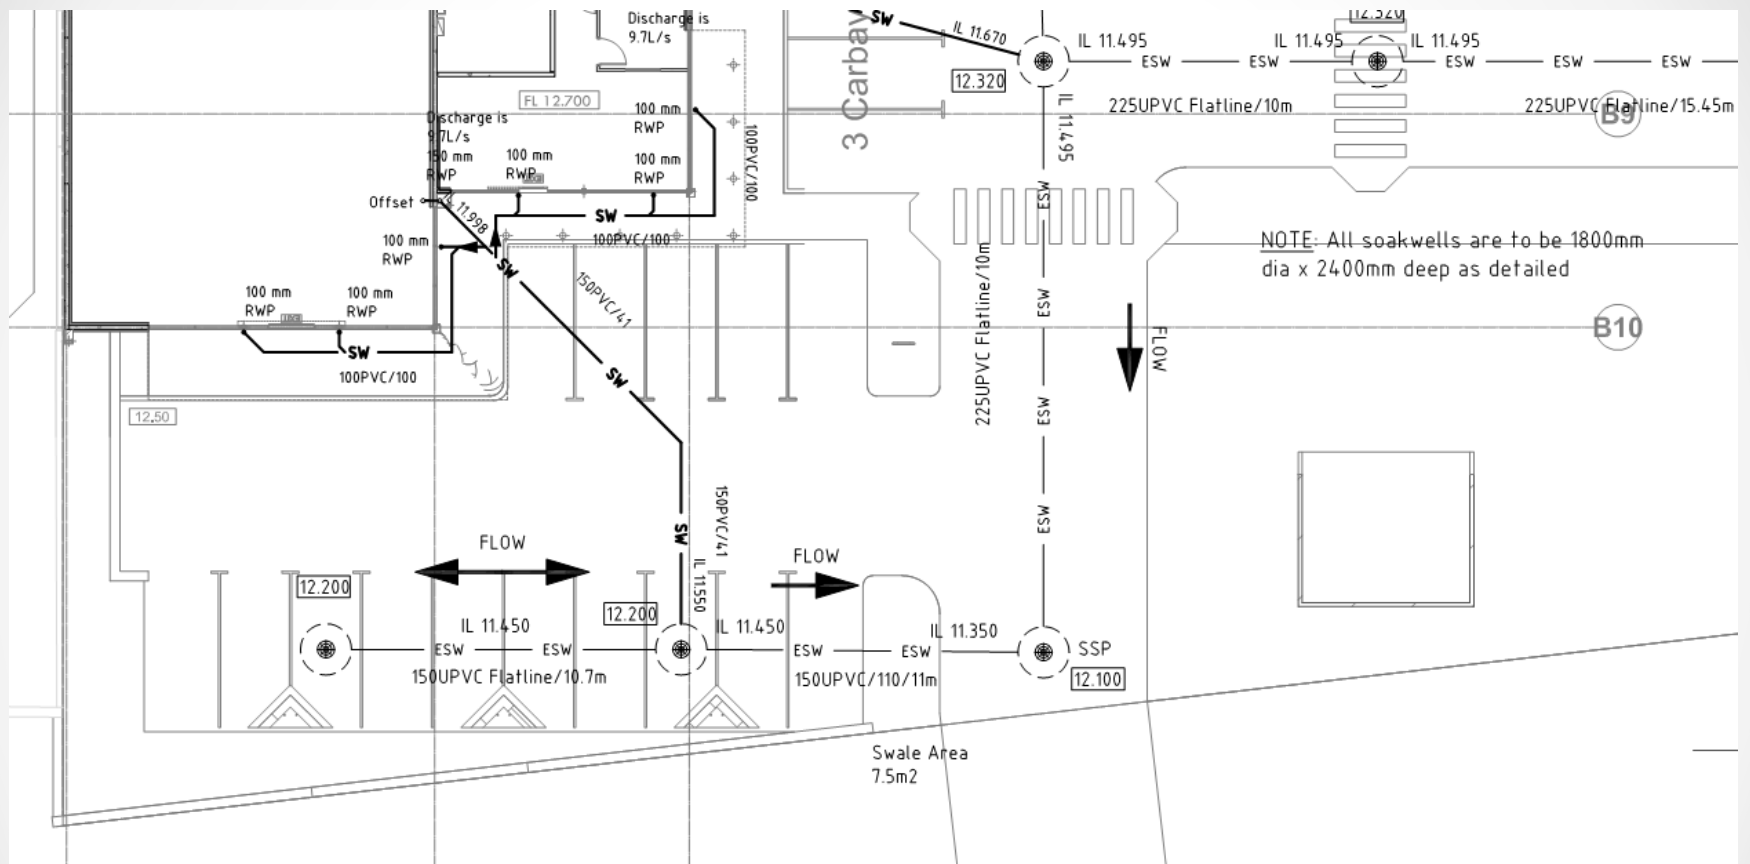 Discharge is
9.7L/s
3 Carbay
SW
IL 11.670
12.320
IL 11.495
ESW
ESW
IL 11.495
12.320
IL 11.495
ESW
ESW
ESW
225UPVC Flatline/10m
225UPVC Flatline/15.45m
B9
FL 12.700
100 mm
RWP
Discharge is
9.7L/s
150 mm
RWP
100 mm
RWP
100 mm
RWP
100PVC/100
IL 11.495
Offset
11.998
SW
100PVC/100
100 mm
RWP
SW
150PVC/41
100 mm
RWP
100 mm
RWP
SW
100PVC/100
12.50
SW
ESW
ESW
ESW
ESW
225UPVC Flatline/10m
FLOW
NOTE: All soakwells are to be 1800mm
dia x 2400mm deep as detailed
B10
SW
150PVC/41
IL 11.550
FLOW
FLOW
12.200
12.200
IL 11.450
ESW
ESW
150UPVC Flatline/10.7m
IL 11.450
ESW
ESW
IL 11.350
150UPVC/110/11m
SSP
12.100
Swale Area
7.5m2